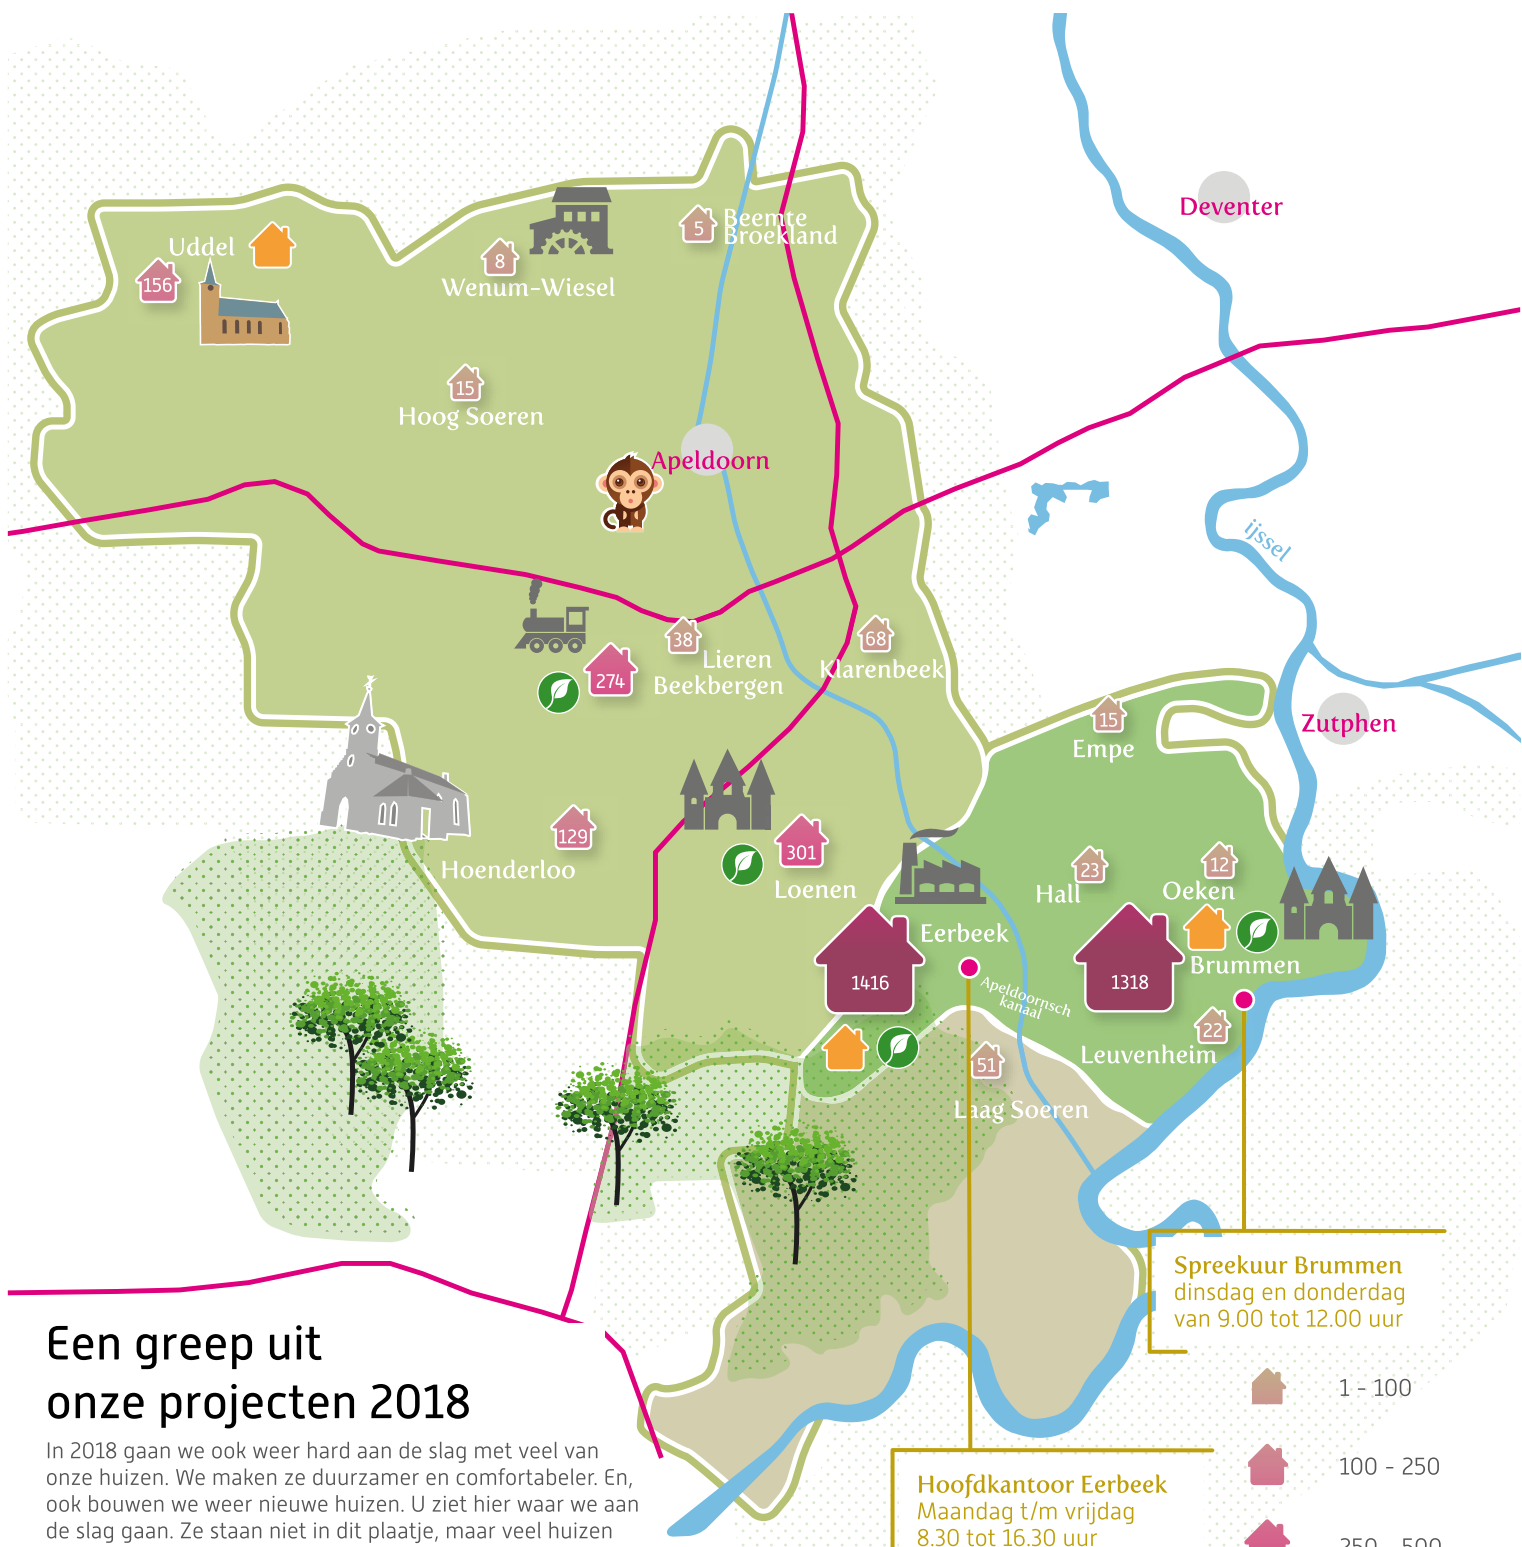 Deventer
Beemte
Broekland
5
Uddel
8
Wenum-Wiesel
156
15
Hoog Soeren
Apeldoorn
ijssel
38
Lieren
Beekbergen
274
68
Klarenbeek
15
Empe
Zutphen
129
Hoenderloo
301
Loenen
23
Hall
12
Oeken
1416
Eerbeek
1318
Brummen
Apeldoornsch
kanaal
22
Leuvenheim
51
Laag Soeren
Spreekuur Brummen
dinsdag en donderdag
van 9.00 tot 12.00 uur
Een greep uit
onze projecten 2018
In 2018 gaan we ook weer hard aan de slag met veel van
onze huizen. We maken ze duurzamer en comfortabeler. En,
ook bouwen we weer nieuwe huizen. U ziet hier waar we aan
de slag gaan. Ze staan niet in dit plaatje, maar veel huizen
Hoofdkantoor Eerbeek
Maandag t/m vrijdag
8.30 tot 16.30 uur
1 - 100
100 - 250
250 - 500